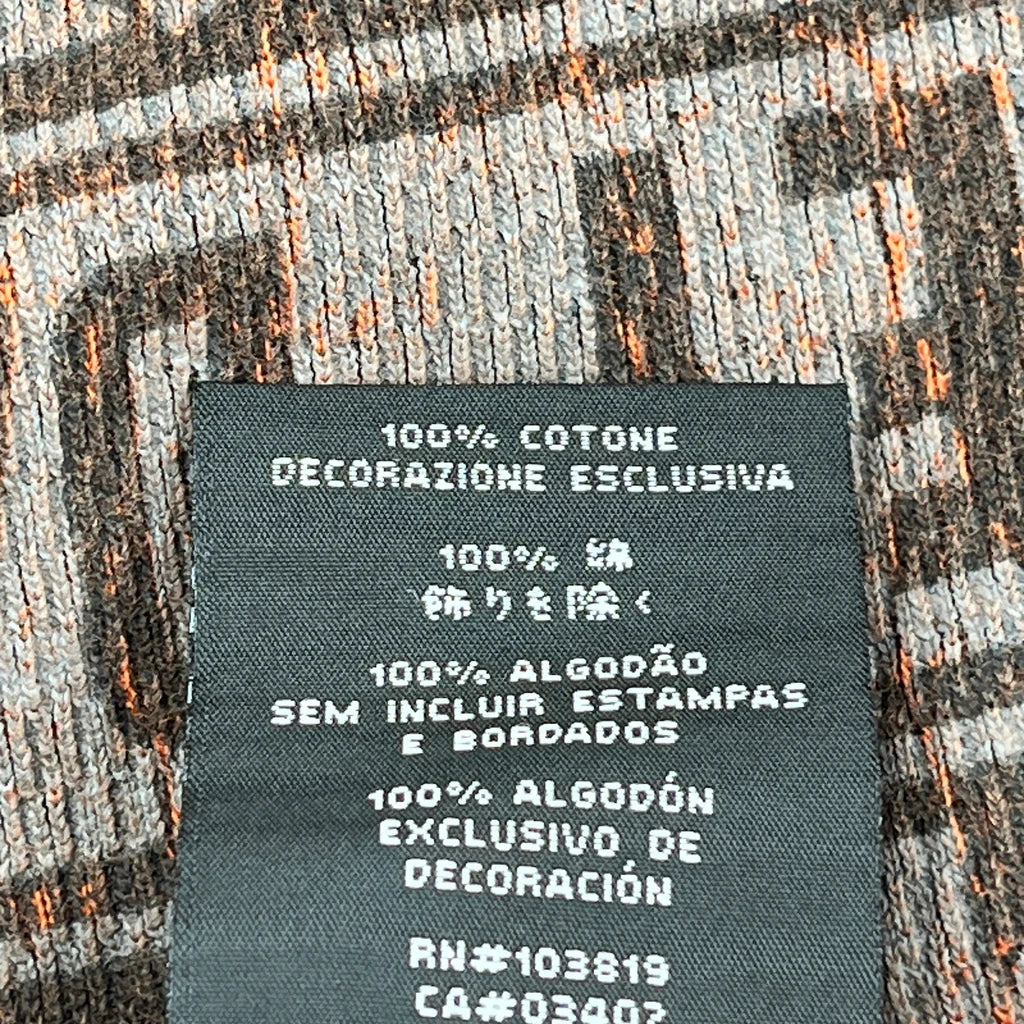 100% COTONE
DECORAZIONE ESCLUSIVA
100% 綿
飾りを除く
100% ALGODÃO
SEM INCLUIR ESTAMPAS
E BORDADOS
100% ALGODÓN
EXCLUSIVO DE
DECORACIÓN
RN#103819
CA#03402